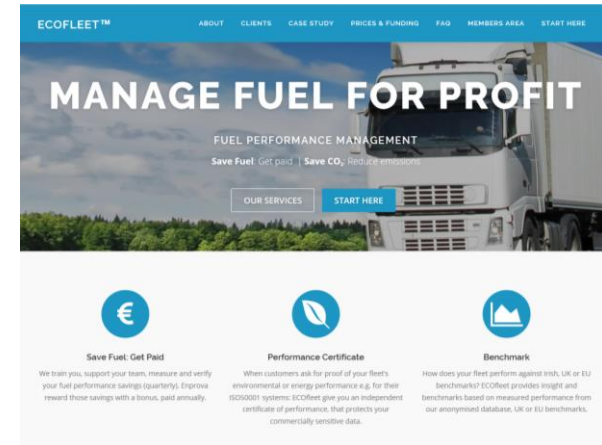 ECOFLEET™
ABOUT CLIENTS CASE STUDY PRICES & FUNDING FAQ MEMBERS AREA START HERE
MANAGE FUEL FOR PROFIT
FUEL PERFORMANCE MANAGEMENT
Save Fuel: Get paid | Save CO₂: Reduce emissions
OUR SERVICES START HERE
€
Save Fuel: Get Paid
We train you, support your team, measure and verify
your fuel performance savings (quarterly). Enprova
reward those savings with a bonus, paid annually.
Performance Certificate
When customers ask for proof of your fleet's
environmental or energy performance e.g. for their
ISO50001 systems: ECOfleet give you an independent
certificate of performance, that protects your
commercially sensitive data.
Benchmark
How does your fleet perform against Irish, UK or EU
benchmarks? ECOfleet provides insight and
benchmarks based on measured performance from
our anonymised database, UK or EU benchmarks.